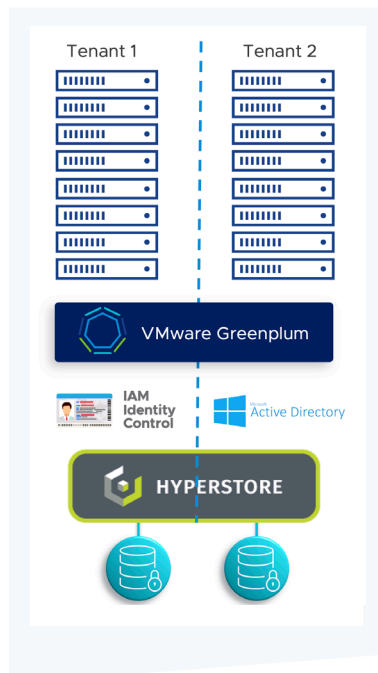 Tenant 1
Tenant 2
VMware Greenplum
IAM
Identity
Control
Microsoft
Active Directory
HYPERSTORE